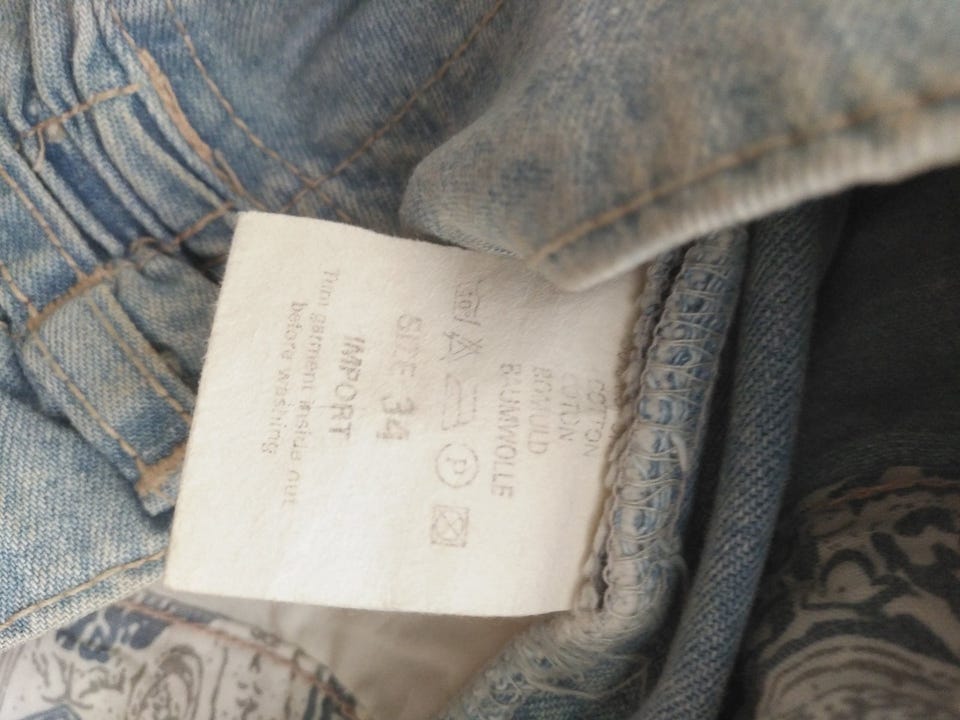 COTTON
COTON
BOMULD
BAUMWOLLE
P
SIZE 34
IMPORT
Turn garment inside out
before washing